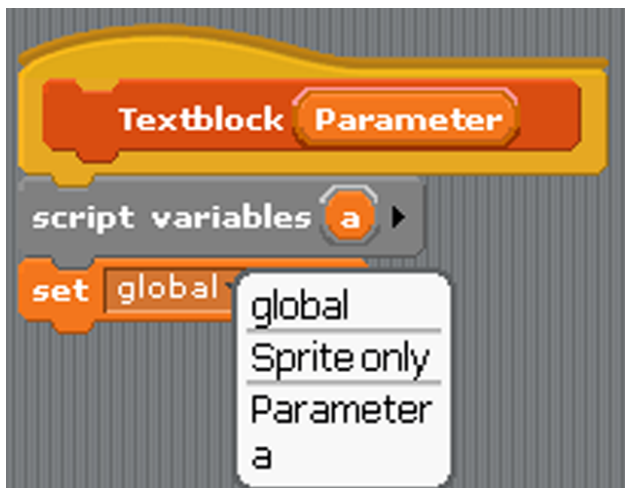 Textblock Parameter
script variables a
set global
global
Sprite only
Parameter
a